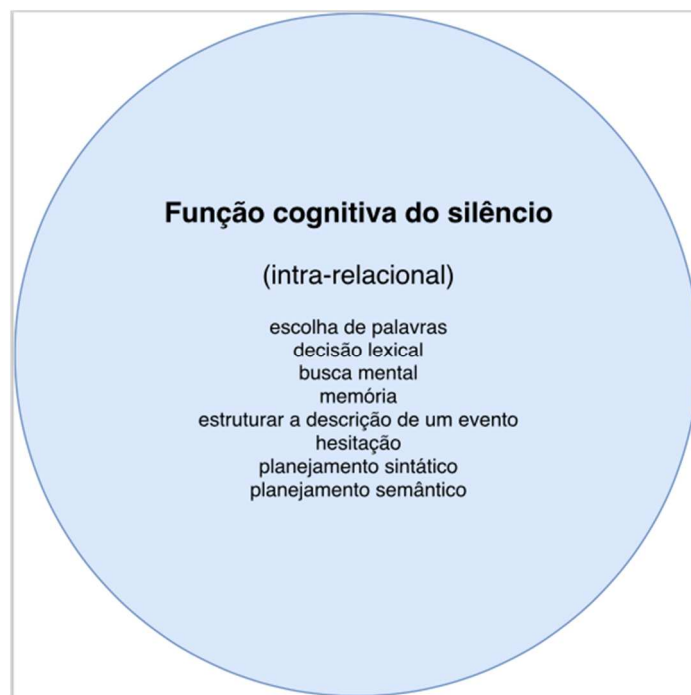 Função cognitiva do silêncio
(intra-relacional)
escolha de palavras
decisão lexical
busca mental
memória
estruturar a descrição de um evento
hesitação
planejamento sintático
planejamento semântico